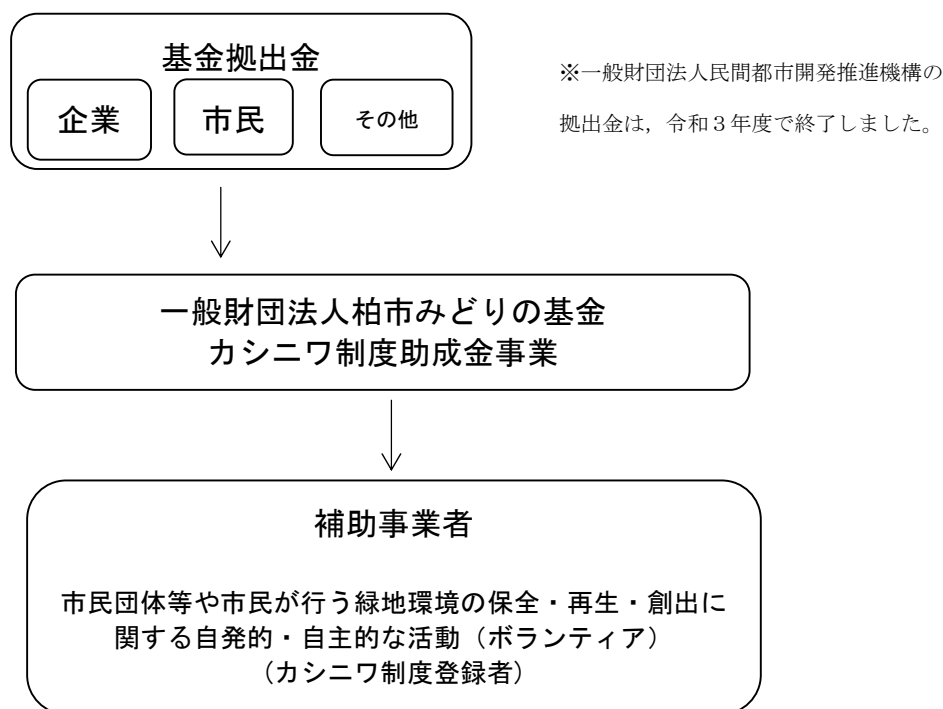 基金拠出金
企業
市民
その他
※一般財団法人民間都市開発推進機構の
拠出金は，令和３年度で終了しました。
一般財団法人柏市みどりの基金
カシニワ制度助成金事業
補助事業者
市民団体等や市民が行う緑地環境の保全・再生・創出に
関する自発的・自主的な活動（ボランティア）
（カシニワ制度登録者）